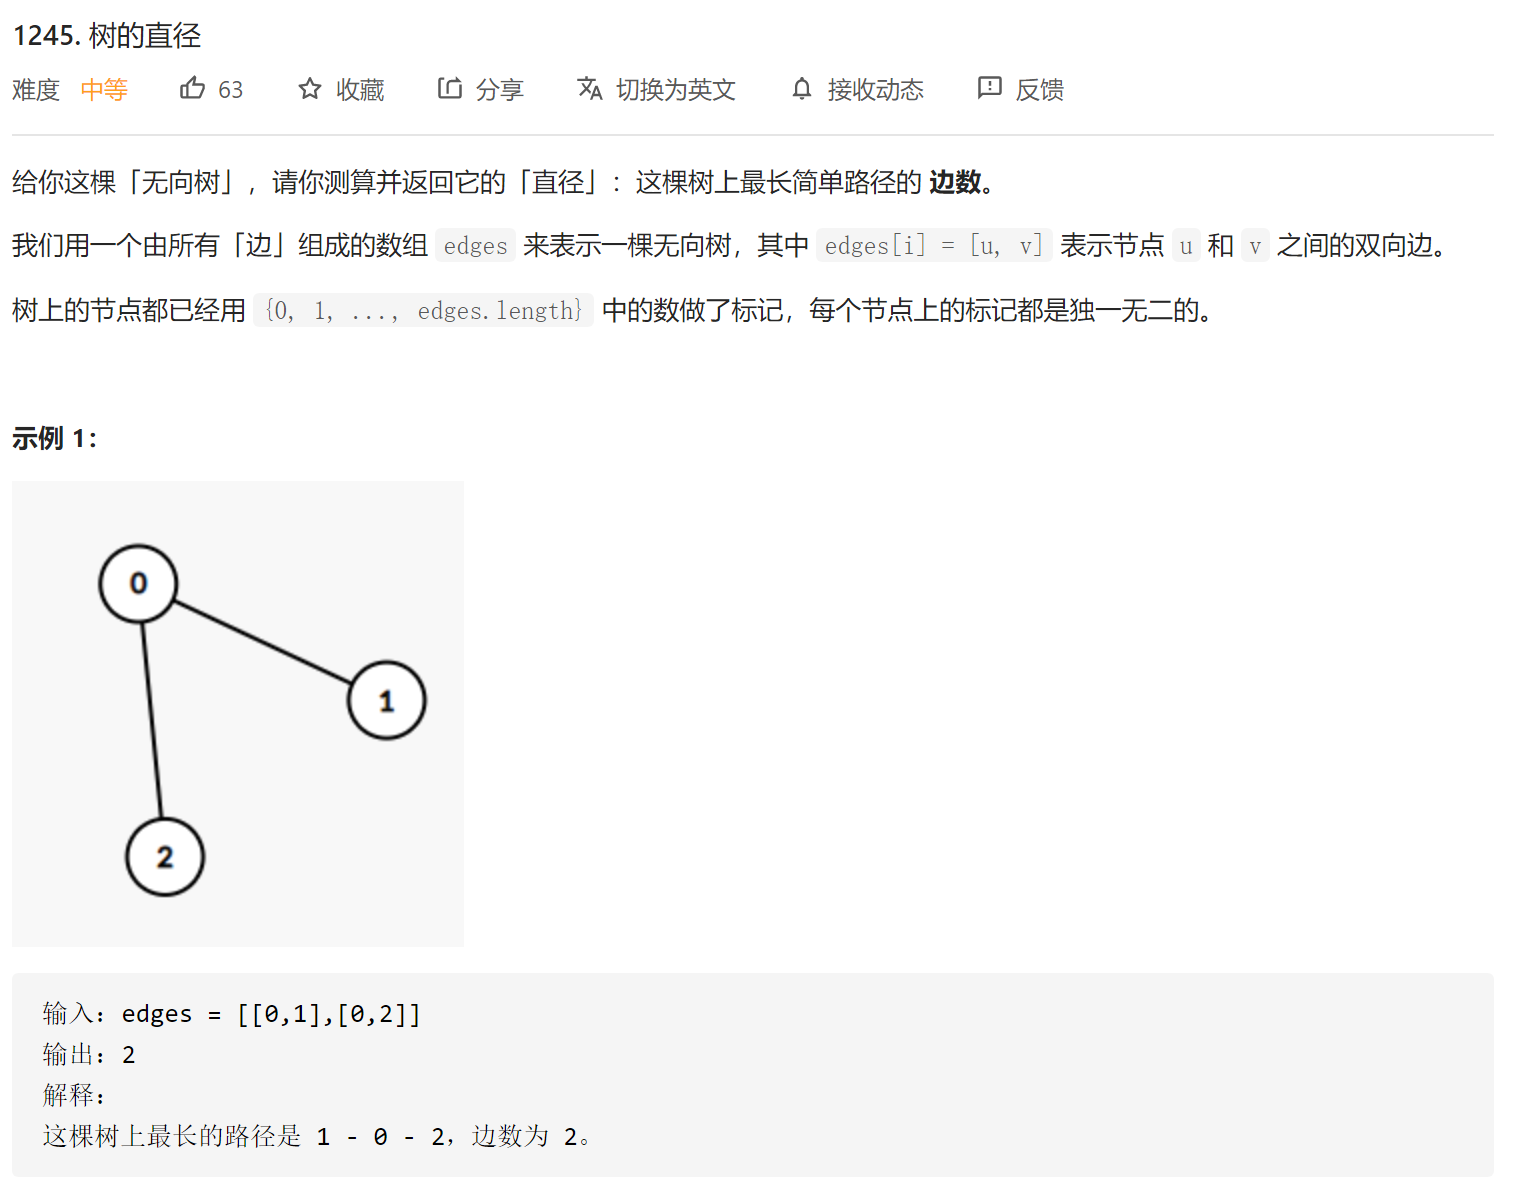 1245. 树的直径
难度 中等 63 收藏 分享 切换为英文 接收动态 反馈
给你这棵「无向树」，请你测算并返回它的「直径」：这棵树上最长简单路径的 边数。
我们用一个由所有「边」组成的数组 edges 来表示一棵无向树，其中 edges[i] = [u, v] 表示节点 u 和 v 之间的双向边。
树上的节点都已经用 {0, 1, ..., edges.length} 中的数做了标记，每个节点上的标记都是独一无二的。
示例 1：
0
1
2
输入：edges = [[0,1],[0,2]]
输出：2
解释：
这棵树上最长的路径是 1 - 0 - 2，边数为 2。